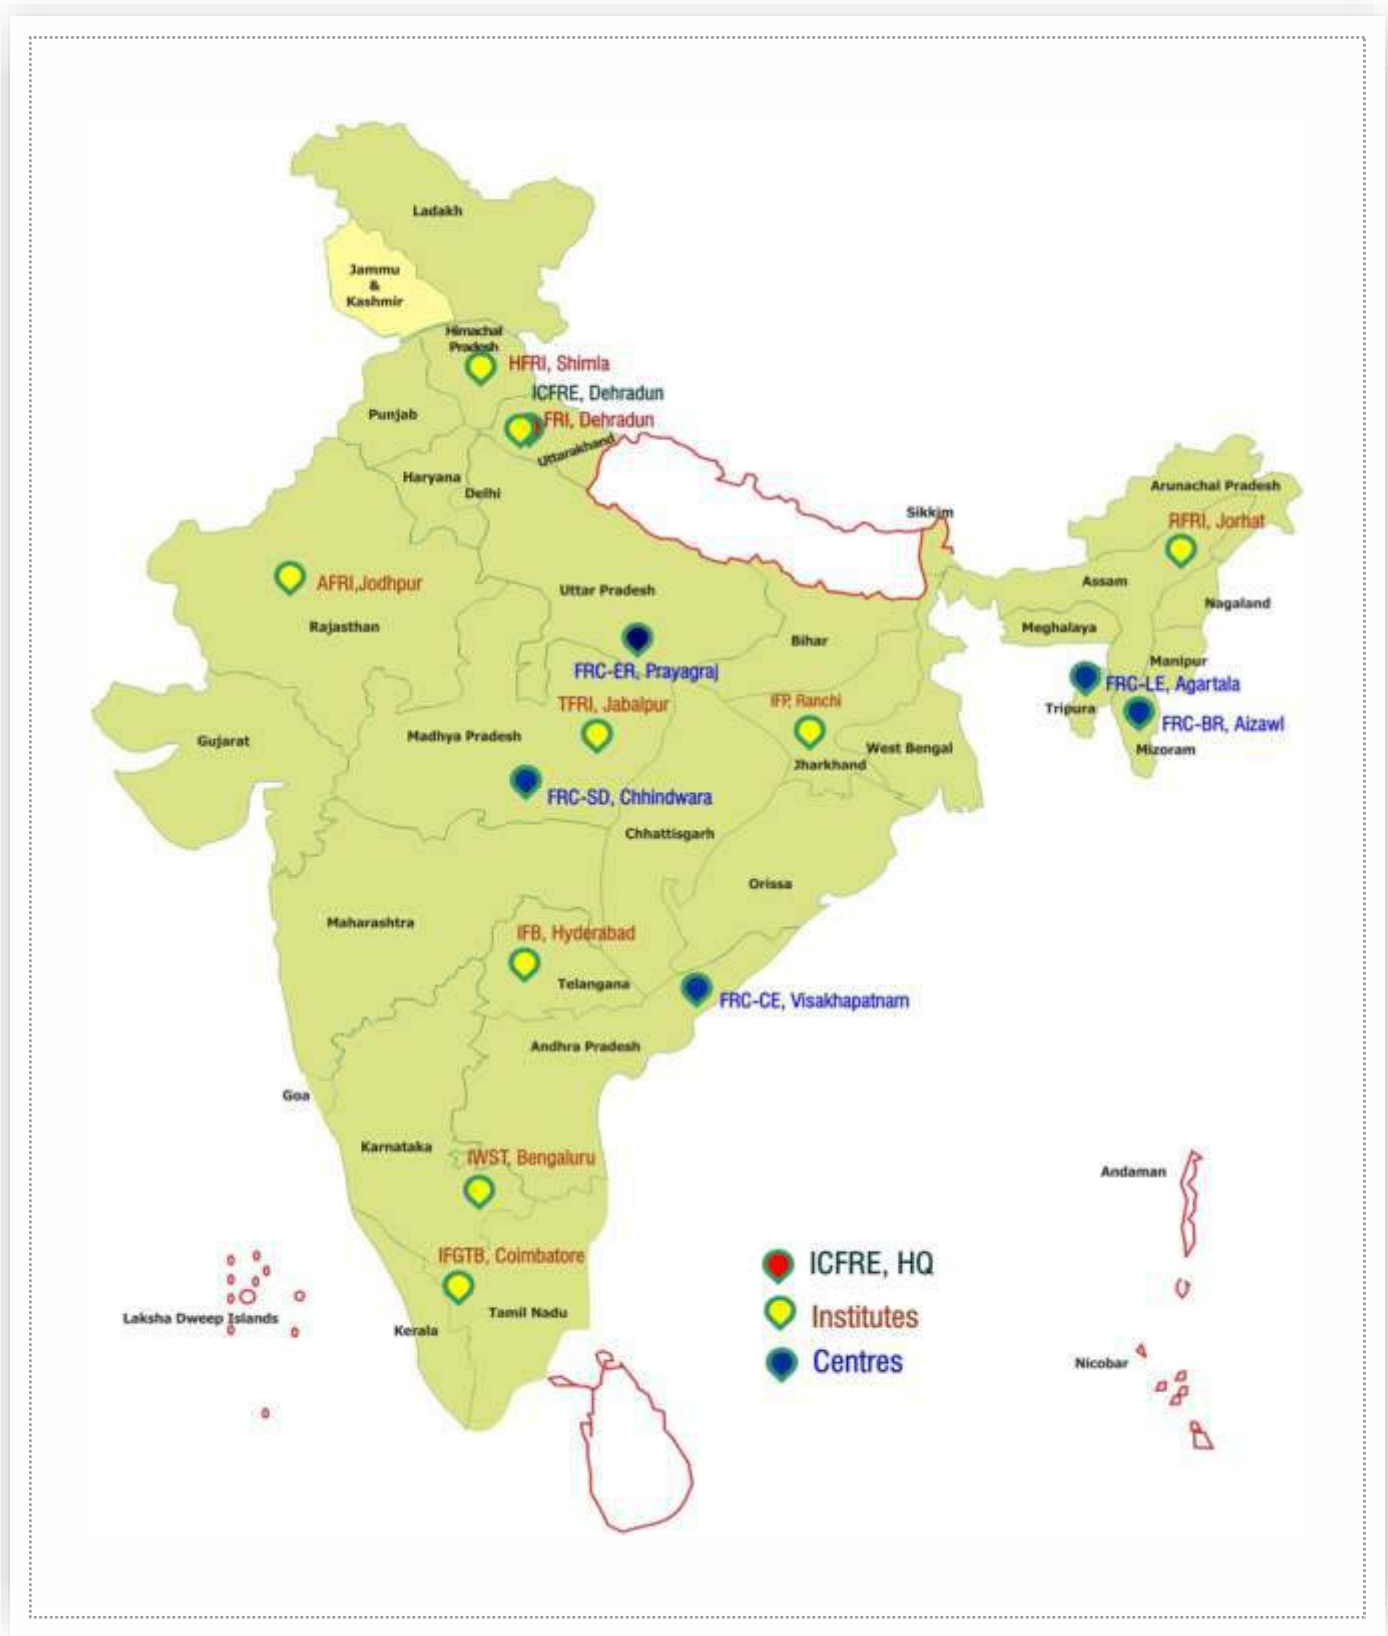 Ladakh
Jammu
&
Kashmir
Himachal
Pradesh
HFRI, Shimla
ICFRE, Dehradun
FRI, Dehradun
Punjab
Uttarakhand
Haryana
Delhi
Arunachal Pradesh
Sikkim
RFRI, Jorhat
AFRI,Jodhpur
Assam
Uttar Pradesh
Nagaland
Rajasthan
Meghalaya
Bihar
Manipur
FRC-ER, Prayagraj
FRC-LE, Agartala
TFRI, Jabalpur
IFP, Ranchi
Tripura
FRC-BR, Aizawl
Gujarat
Madhya Pradesh
West Bengal
Mizoram
Jharkhand
FRC-SD, Chhindwara
Chhattisgarh
Orissa
Maharashtra
IFB, Hyderabad
Telangana
FRC-CE, Visakhapatnam
Andhra Pradesh
Goa
Karnataka
IWST, Bengaluru
Andaman
IFGTB, Coimbatore
ICFRE, HQ
Laksha Dweep Islands
Tamil Nadu
Institutes
Kerala
Centres
Nicobar